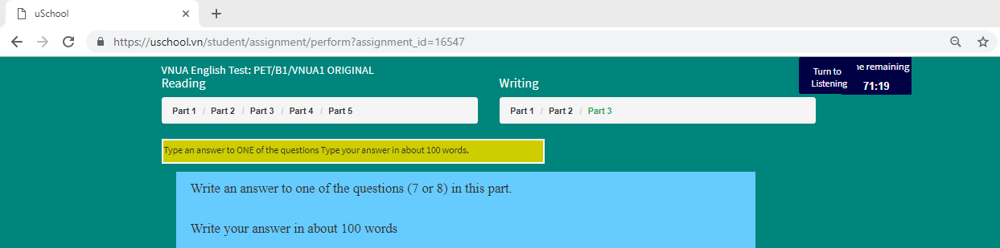 uSchool
https://uschool.vn/student/assignment/perform?assignment_id=16547
VNUA English Test: PET/B1/VNUA1 ORIGINAL
Reading
Part 1 / Part 2 / Part 3 / Part 4 / Part 5
Writing
Part 1 / Part 2 / Part 3
Turn to
Listening
remaining
71:19
Type an answer to ONE of the questions Type your answer in about 100 words.
Write an answer to one of the questions (7 or 8) in this part.
Write your answer in about 100 words